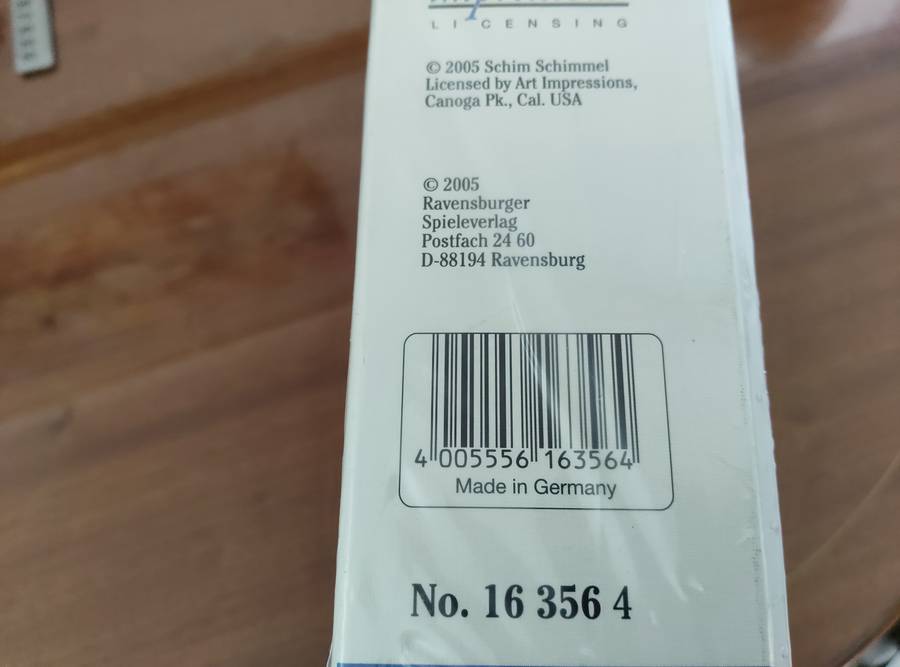 LICENSING
© 2005 Schim Schimmel
Licensed by Art Impressions,
Canoga Pk., Cal. USA
© 2005
Ravensburger
Spieleverlag
Postfach 24 60
D-88194 Ravensburg
4 005556 163564
Made in Germany
No. 16 356 4